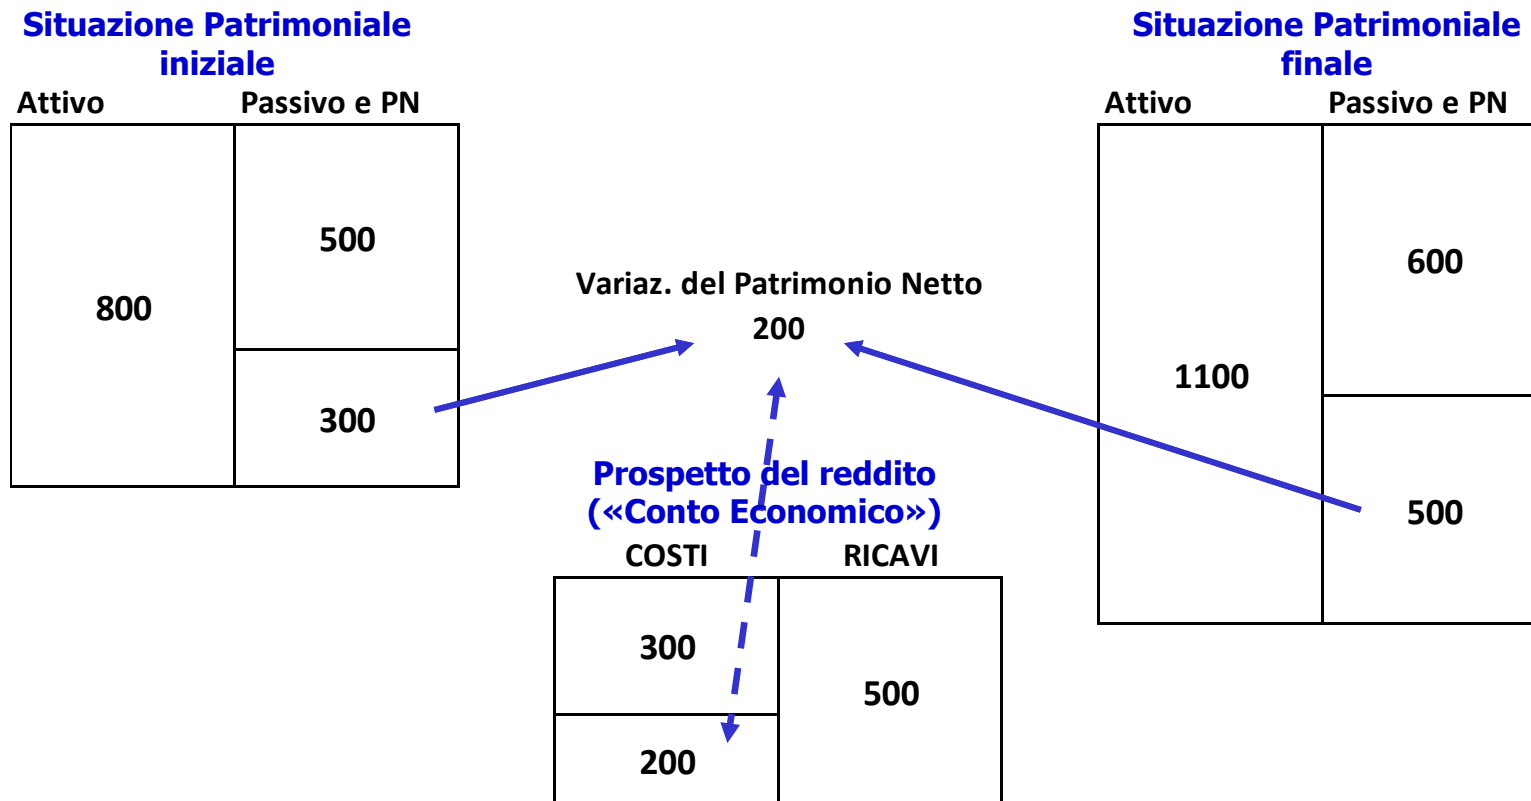 Situazione Patrimoniale
iniziale
Attivo Passivo e PN
800
500
300
Variaz. del Patrimonio Netto
200
Situazione Patrimoniale
finale
Attivo Passivo e PN
1100
600
500
Prospetto del reddito
(«Conto Economico»)
COSTI RICAVI
300
500
200